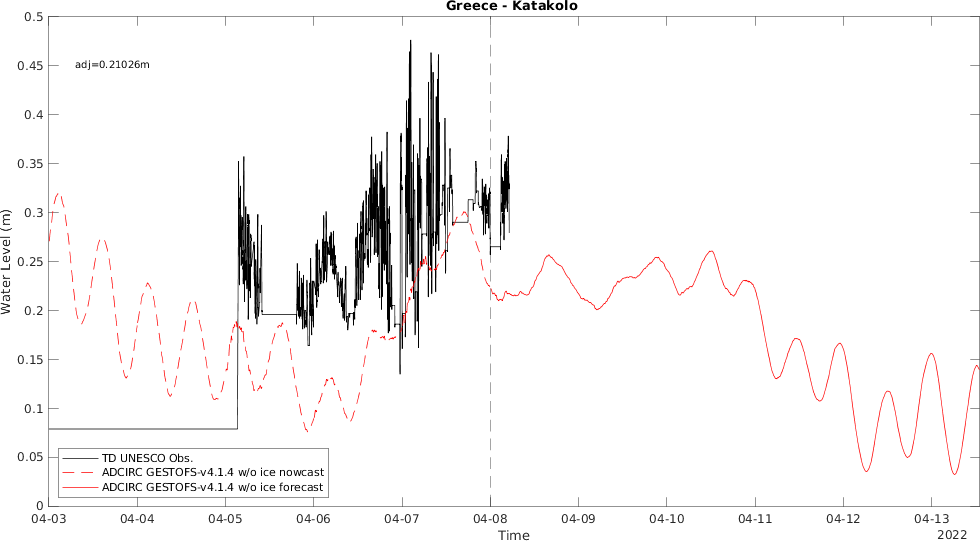 Greece - Katakolo
0.5
0.45
0.4
0.35
0.3
0.25
0.2
0.15
0.1
0.05
0
Water Level (m)
adj=0.21026m
TD UNESCO Obs.
ADCIRC GESTOFS-v4.1.4 w/o ice nowcast
ADCIRC GESTOFS-v4.1.4 w/o ice forecast
04-03 04-04 04-05 04-06 04-07 04-08 04-09 04-10 04-11 04-12 04-13
Time
2022